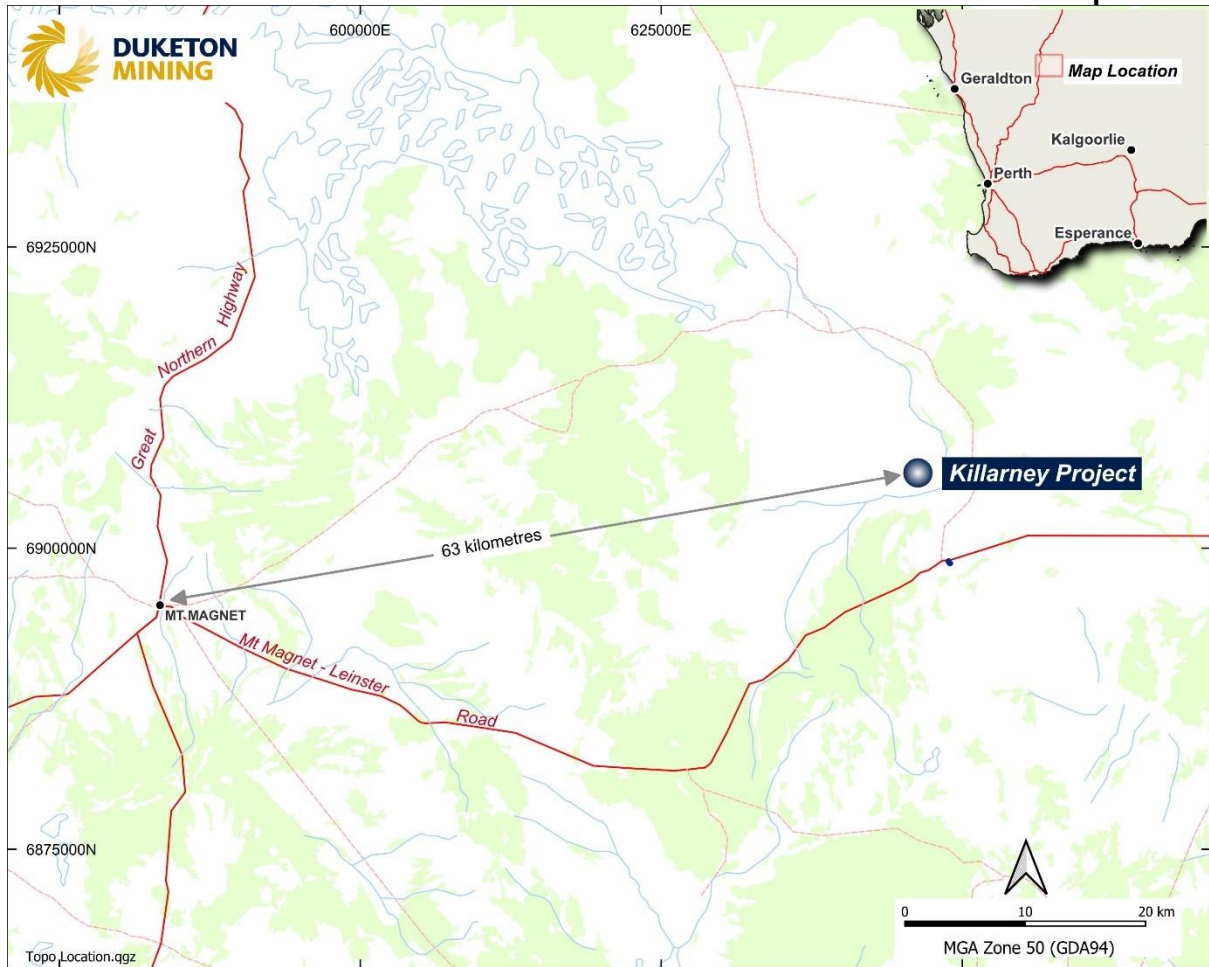 600000E
625000E
DUKETON
MINING
Geraldton
Map Location
Kalgoorlie
Perth
Esperance
6925000N
Northern
Highway
Great
Killarney Project
63 kilometres
6900000N
MT MAGNET
Mt Magnet - Leinster
Road
6875000N
0 10 20 km
MGA Zone 50 (GDA94)
Topo Location.qgz